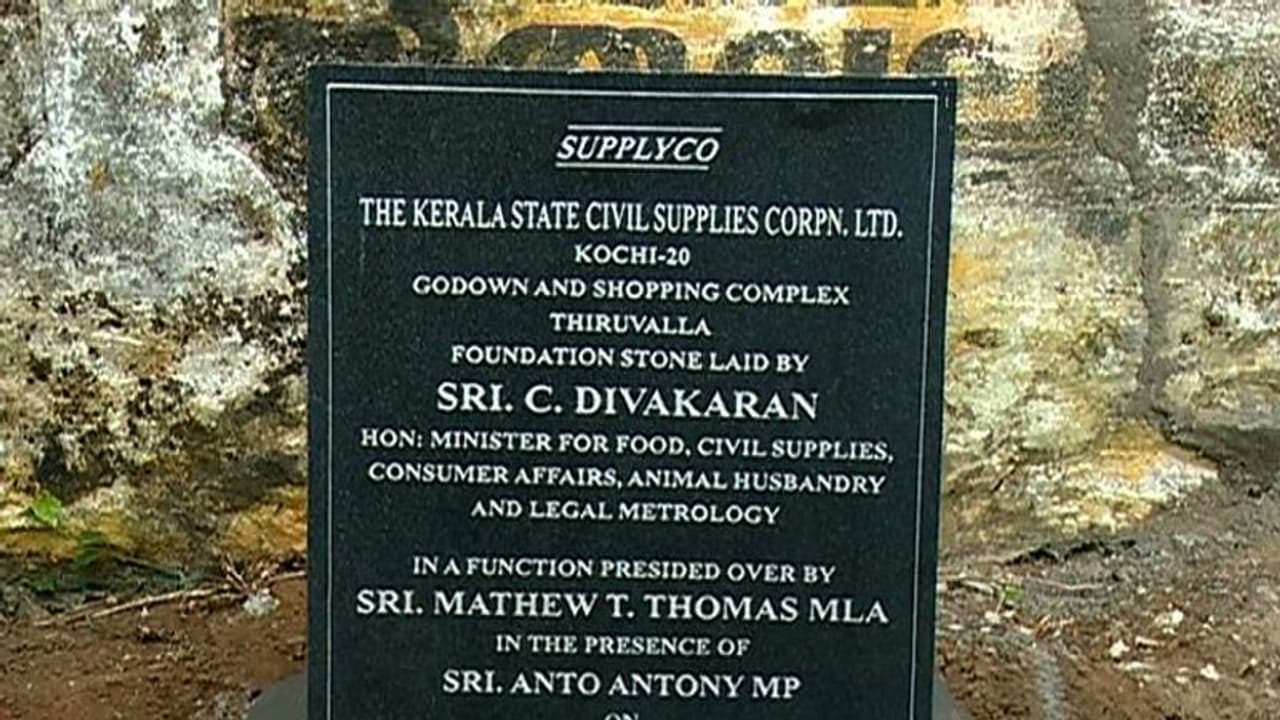 SUPPLYCO
THE KERALA STATE CIVIL SUPPLIES CORPN. LTD.
KOCHI-20
GODOWN AND SHOPPING COMPLEX
THIRUVALLA
FOUNDATION STONE LAID BY
SRI. C. DIVAKARAN
HON: MINISTER FOR FOOD, CIVIL SUPPLIES,
CONSUMER AFFAIRS, ANIMAL HUSBANDRY
AND LEGAL METROLOGY
IN A FUNCTION PRESIDED OVER BY
SRI. MATHEW T. THOMAS MLA
IN THE PRESENCE OF
SRI. ANTO ANTONY MP
ON